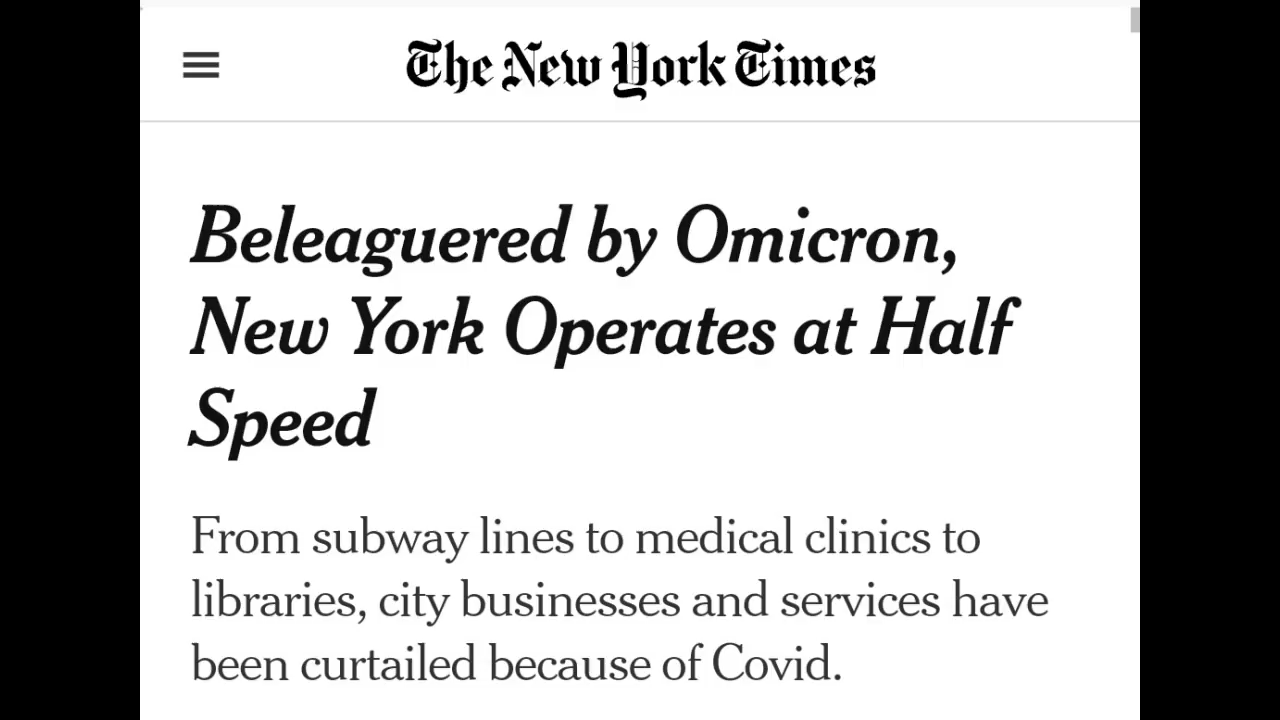 The New York Times
Beleaguered by Omicron,
New York Operates at Half
Speed
From subway lines to medical clinics to
libraries, city businesses and services have
been curtailed because of Covid.